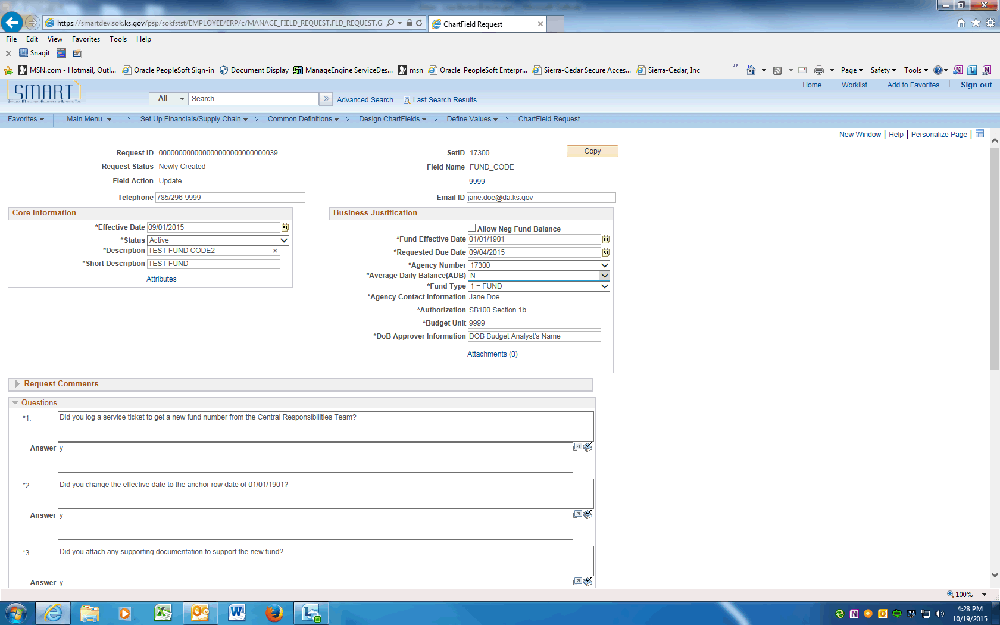 https://smartdev.sok.ks.gov/psp/sokfstst/EMPLOYEE/ERP/c/MANAGE_FIELD_REQUEST.FLD_REQUEST.GI
ChartField Request
File Edit View Favorites Tools Help
x Snagit
MSN.com - Hotmail, Outl... Oracle PeopleSoft Sign-in Document Display ManageEngine ServiceDes... msn Oracle PeopleSoft Enterpr... Sierra-Cedar Secure Acces... Sierra-Cedar, Inc Page Safety Tools
SMART
Home Worklist Add to Favorites Sign out
All Search Advanced Search Last Search Results
Favorites Main Menu > Set Up Financials/Supply Chain > Common Definitions > Design ChartFields > Define Values > ChartField Request
New Window | Help | Personalize Page |
Request ID 0000000000000000000000000000039 SetID 17300 Copy
Request Status Newly Created Field Name FUND_CODE
Field Action Update 9999
Telephone 785/296-9999 Email ID jane.doe@da.ks.gov
Core Information
*Effective Date 09/01/2015
*Status Active
*Description TEST FUND CODE2
*Short Description TEST FUND
Attributes
Business Justification
Allow Neg Fund Balance
*Fund Effective Date 01/01/1901
*Requested Due Date 09/04/2015
*Agency Number 17300
*Average Daily Balance(ADB) N
*Fund Type 1 = FUND
*Agency Contact Information Jane Doe
*Authorization SB100 Section 1b
*Budget Unit 9999
*DoB Approver Information DOB Budget Analyst's Name
Attachments (0)
Request Comments
Questions
*1. Did you log a service ticket to get a new fund number from the Central Responsibilities Team?
Answer y
*2. Did you change the effective date to the anchor row date of 01/01/1901?
Answer y
*3. Did you attach any supporting documentation to support the new fund?
Answer y
100%
4:28 PM
10/19/2015